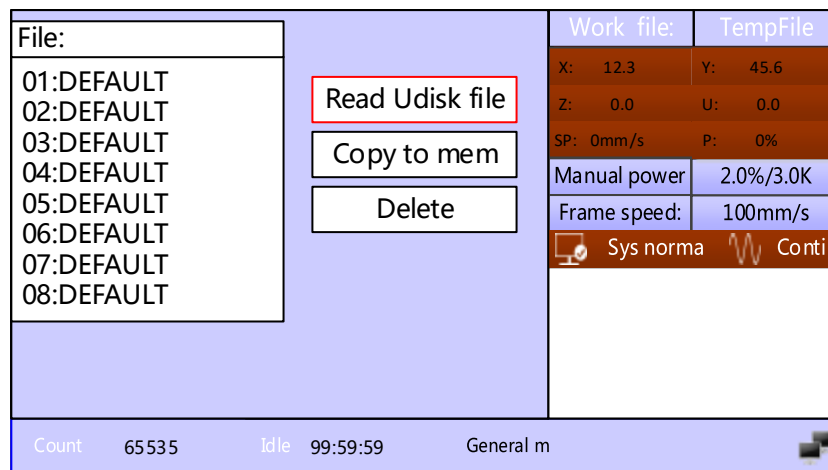 File:
01:DEFAULT
02:DEFAULT
03:DEFAULT
04:DEFAULT
05:DEFAULT
06:DEFAULT
07:DEFAULT
08:DEFAULT
Read Udisk file
Copy to mem
Delete
Work file: TempFile
X: 12.3 Y: 45.6
Z: 0.0 U: 0.0
SP: 0mm/s P: 0%
Manual power 2.0%/3.0K
Frame speed: 100mm/s
Sys norma Conti
Count 65535 Idle 99:59:59 General m